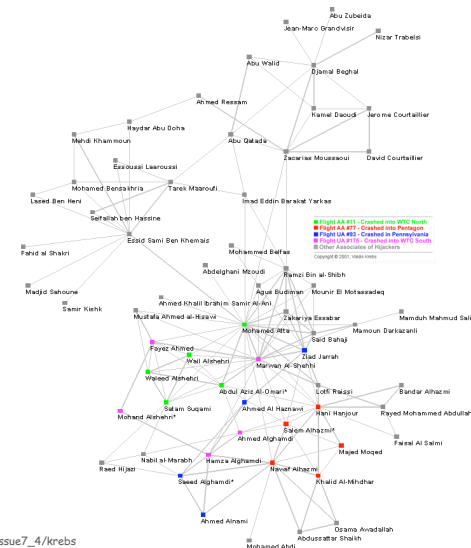 Abu Zubeida
Jean-Marc Grandvisir
Nizar Trabelsi
Abu Walid
Djamal Beghal
Ahmed Ressam
Kamel Daoudi
Jerome Courtaillier
Haydar Abu Doha
Mehdi Khammoun
Abu Qatada
Zacarias Moussaoui
David Courtaillier
Essoussi Laaroussi
Mohamed Bensakhria
Tarek Maaroufi
Lased Ben Heni
Imad Eddin Barakat Yarkas
Seifallah ben Hassine
Essid Sami Ben Khemais
Fahid al Shakri
Mohammed Belfas
Flight AA #11 - Crashed into WTC North
Flight AA #77 - Crashed into Pentagon
Flight UA #93 - Crashed in Pennsylvania
Flight UA #175 - Crashed into WTC South
Other Associates of Hijackers
Copyright © 2001, Valdis Krebs
Abdelghani Mzoudi
Ramzi Bin al-Shibh
Madjid Sahoune
Agus Budiman
Mounir El Motassadeq
Samir Kishk
Ahmed Khalil Ibrahim Samir Al-Ani
Mustafa Ahmed al-Hisawi
Zakariya Essabar
Mamduh Mahmud Sali
Mohamed Atta
Said Bahaji
Mamoun Darkazanli
Fayez Ahmed
Ziad Jarrah
Wail Alshehri
Marwan Al-Shehhi
Waleed Alshehri
Abdul Aziz Al-Omari*
Lotfi Raissi
Bandar Alhazmi
Satam Suqami
Ahmed Al Haznawi
Hani Hanjour
Rayed Mohammed Abdullah
Mohand Alshehri*
Salem Alhazmi*
Ahmed Alghamdi
Faisal Al Salmi
Majed Moqed
Nabil al-Marabh
Hamza Alghamdi
Raed Hijazi
Nawaf Alhazmi
Saeed Alghamdi*
Khalid Al-Mihdhar
Ahmed Alnami
Osama Awadallah
Abdussattar Shaikh
Mohamed Abdi
ssue7_4/krebs